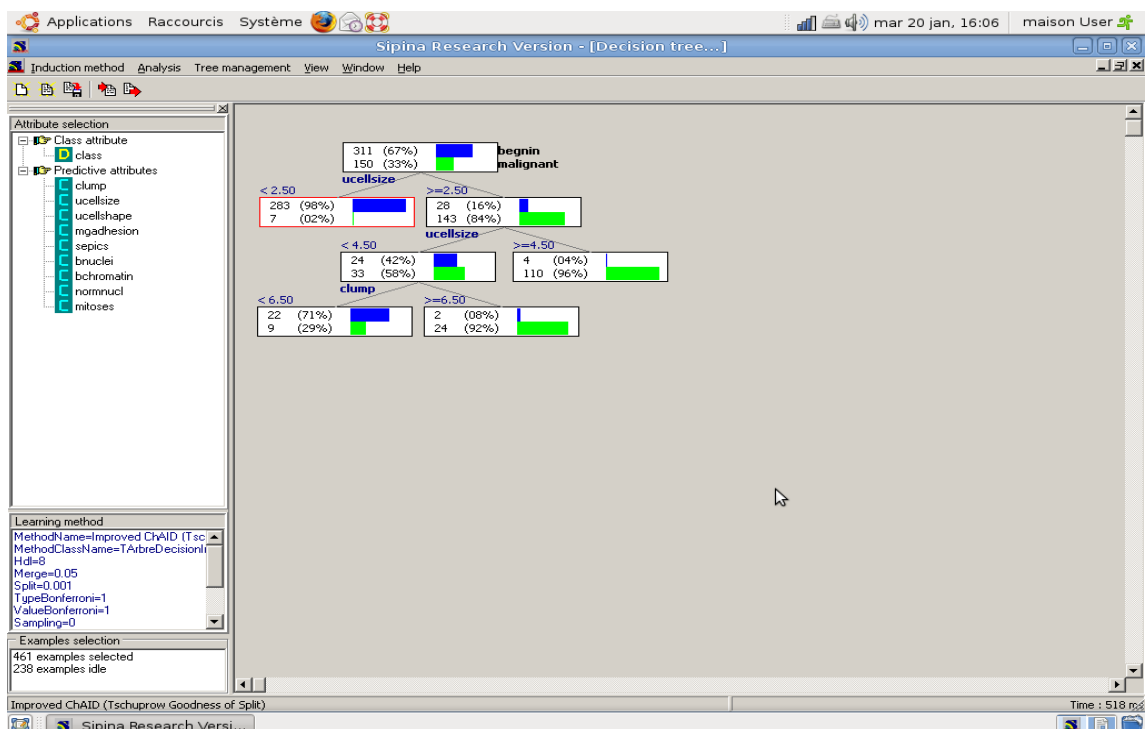 Applications Raccourcis Système mar 20 jan, 16:06 maison User
Sipina Research Version - [Decision tree...]
Induction method Analysis Tree management View Window Help
Attribute selection
Class attribute
D class
Predictive attributes
C clump
C ucellsize
C ucellshape
C mgadhesion
C sepics
C bnuclei
C bchromatin
C normnucl
C mitoses
311 (67%) begnin
150 (33%) malignant
ucellsize
< 2.50 >=2.50
283 (98%) 28 (16%)
7 (02%) 143 (84%)
ucellsize
< 4.50 >=4.50
24 (42%) 4 (04%)
33 (58%) 110 (96%)
clump
< 6.50 >=6.50
22 (71%) 2 (08%)
9 (29%) 24 (92%)
Learning method
MethodName=Improved ChAID (Tsc
MethodClassName=TArbreDecisionI
Hdl=8
Merge=0.05
Split=0.001
TypeBonferroni=1
ValueBonferroni=1
Sampling=0
Examples selection
461 examples selected
238 examples idle
Improved ChAID (Tschuprow Goodness of Split) Time : 518 ms
Sipina Research Versi...